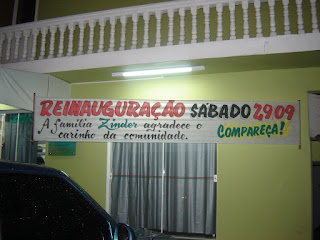 REINAUGURAÇÃO SÁBADO 29 09
A família Zinder agradece o
carinho da comunidade. COMPAREÇA!